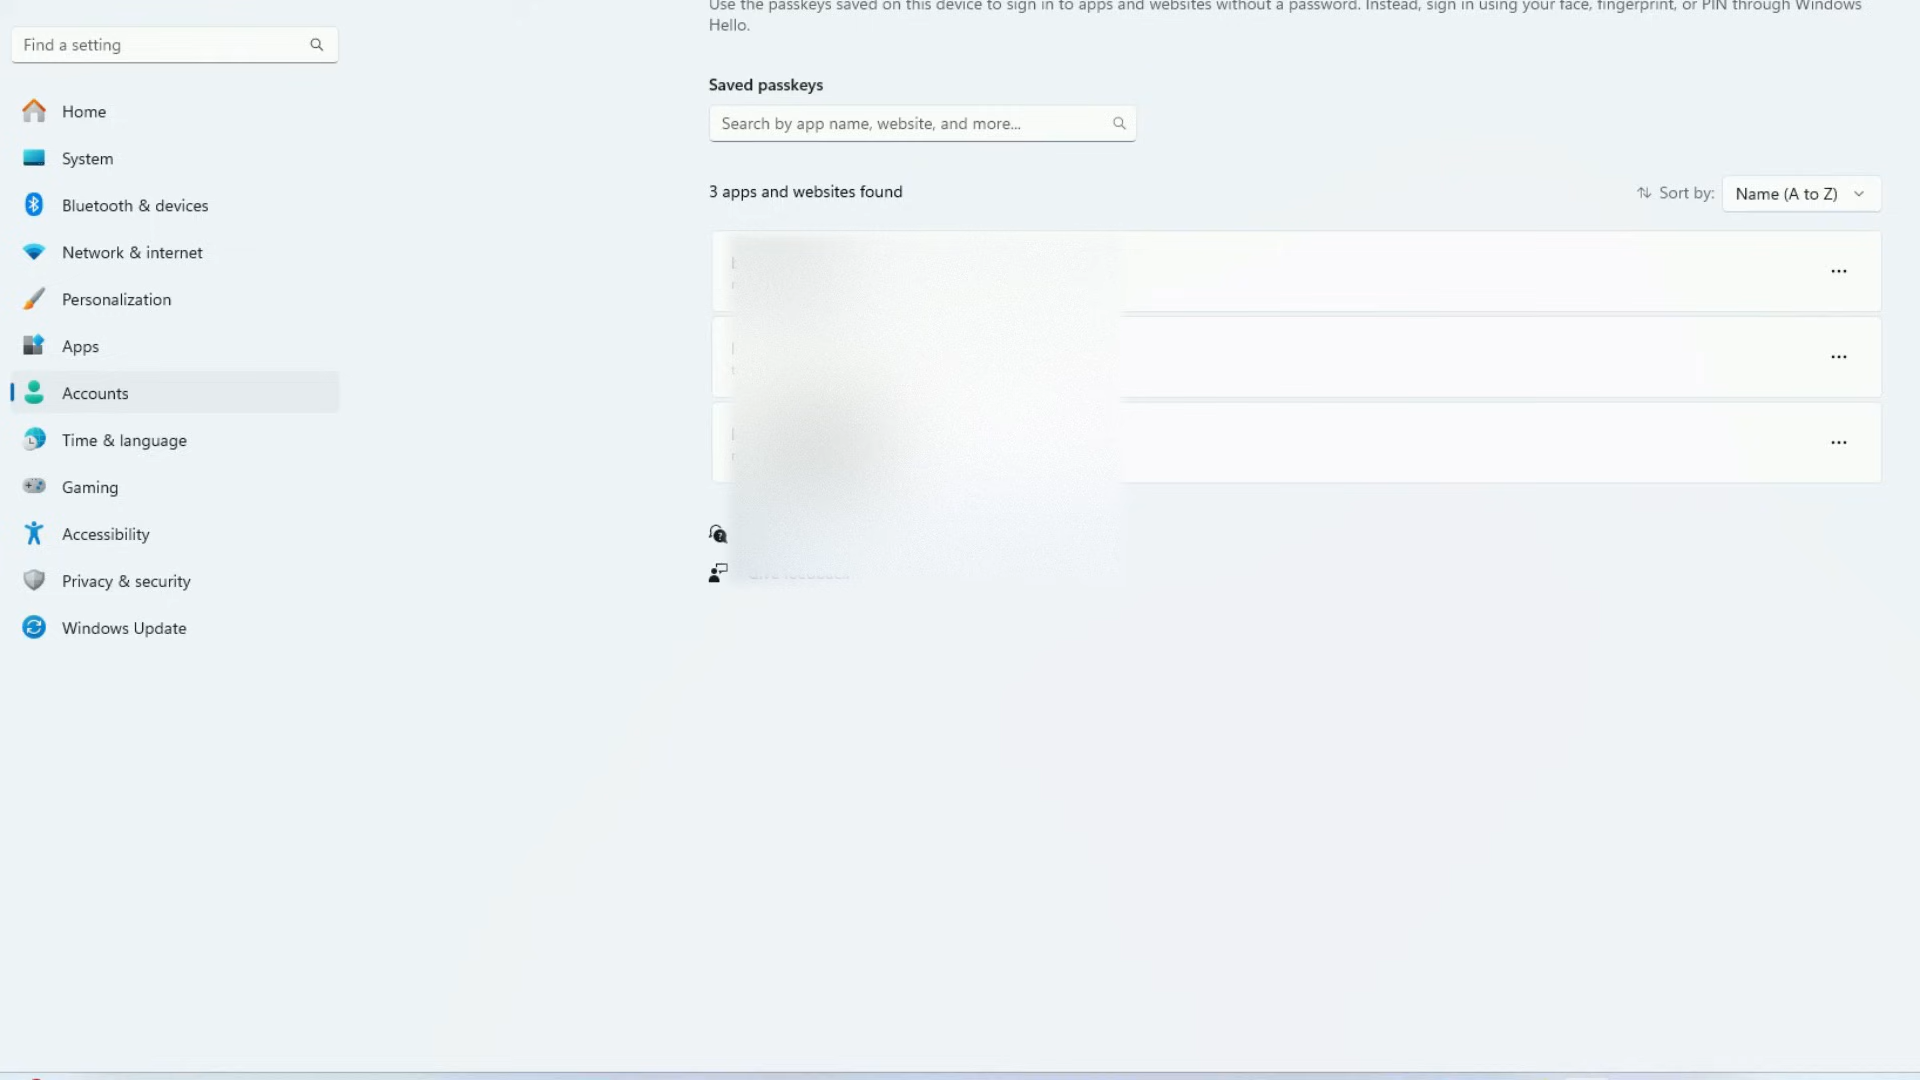 Use the passkeys saved on this device to sign in to apps and websites without a password. Instead, sign in using your face, fingerprint, or PIN through Windows
Hello.
Find a setting
Saved passkeys
Search by app name, website, and more...
3 apps and websites found
Sort by:
Name (A to Z)
Home
System
Bluetooth & devices
Network & internet
Personalization
Apps
Accounts
Time & language
Gaming
Accessibility
Privacy & security
Windows Update